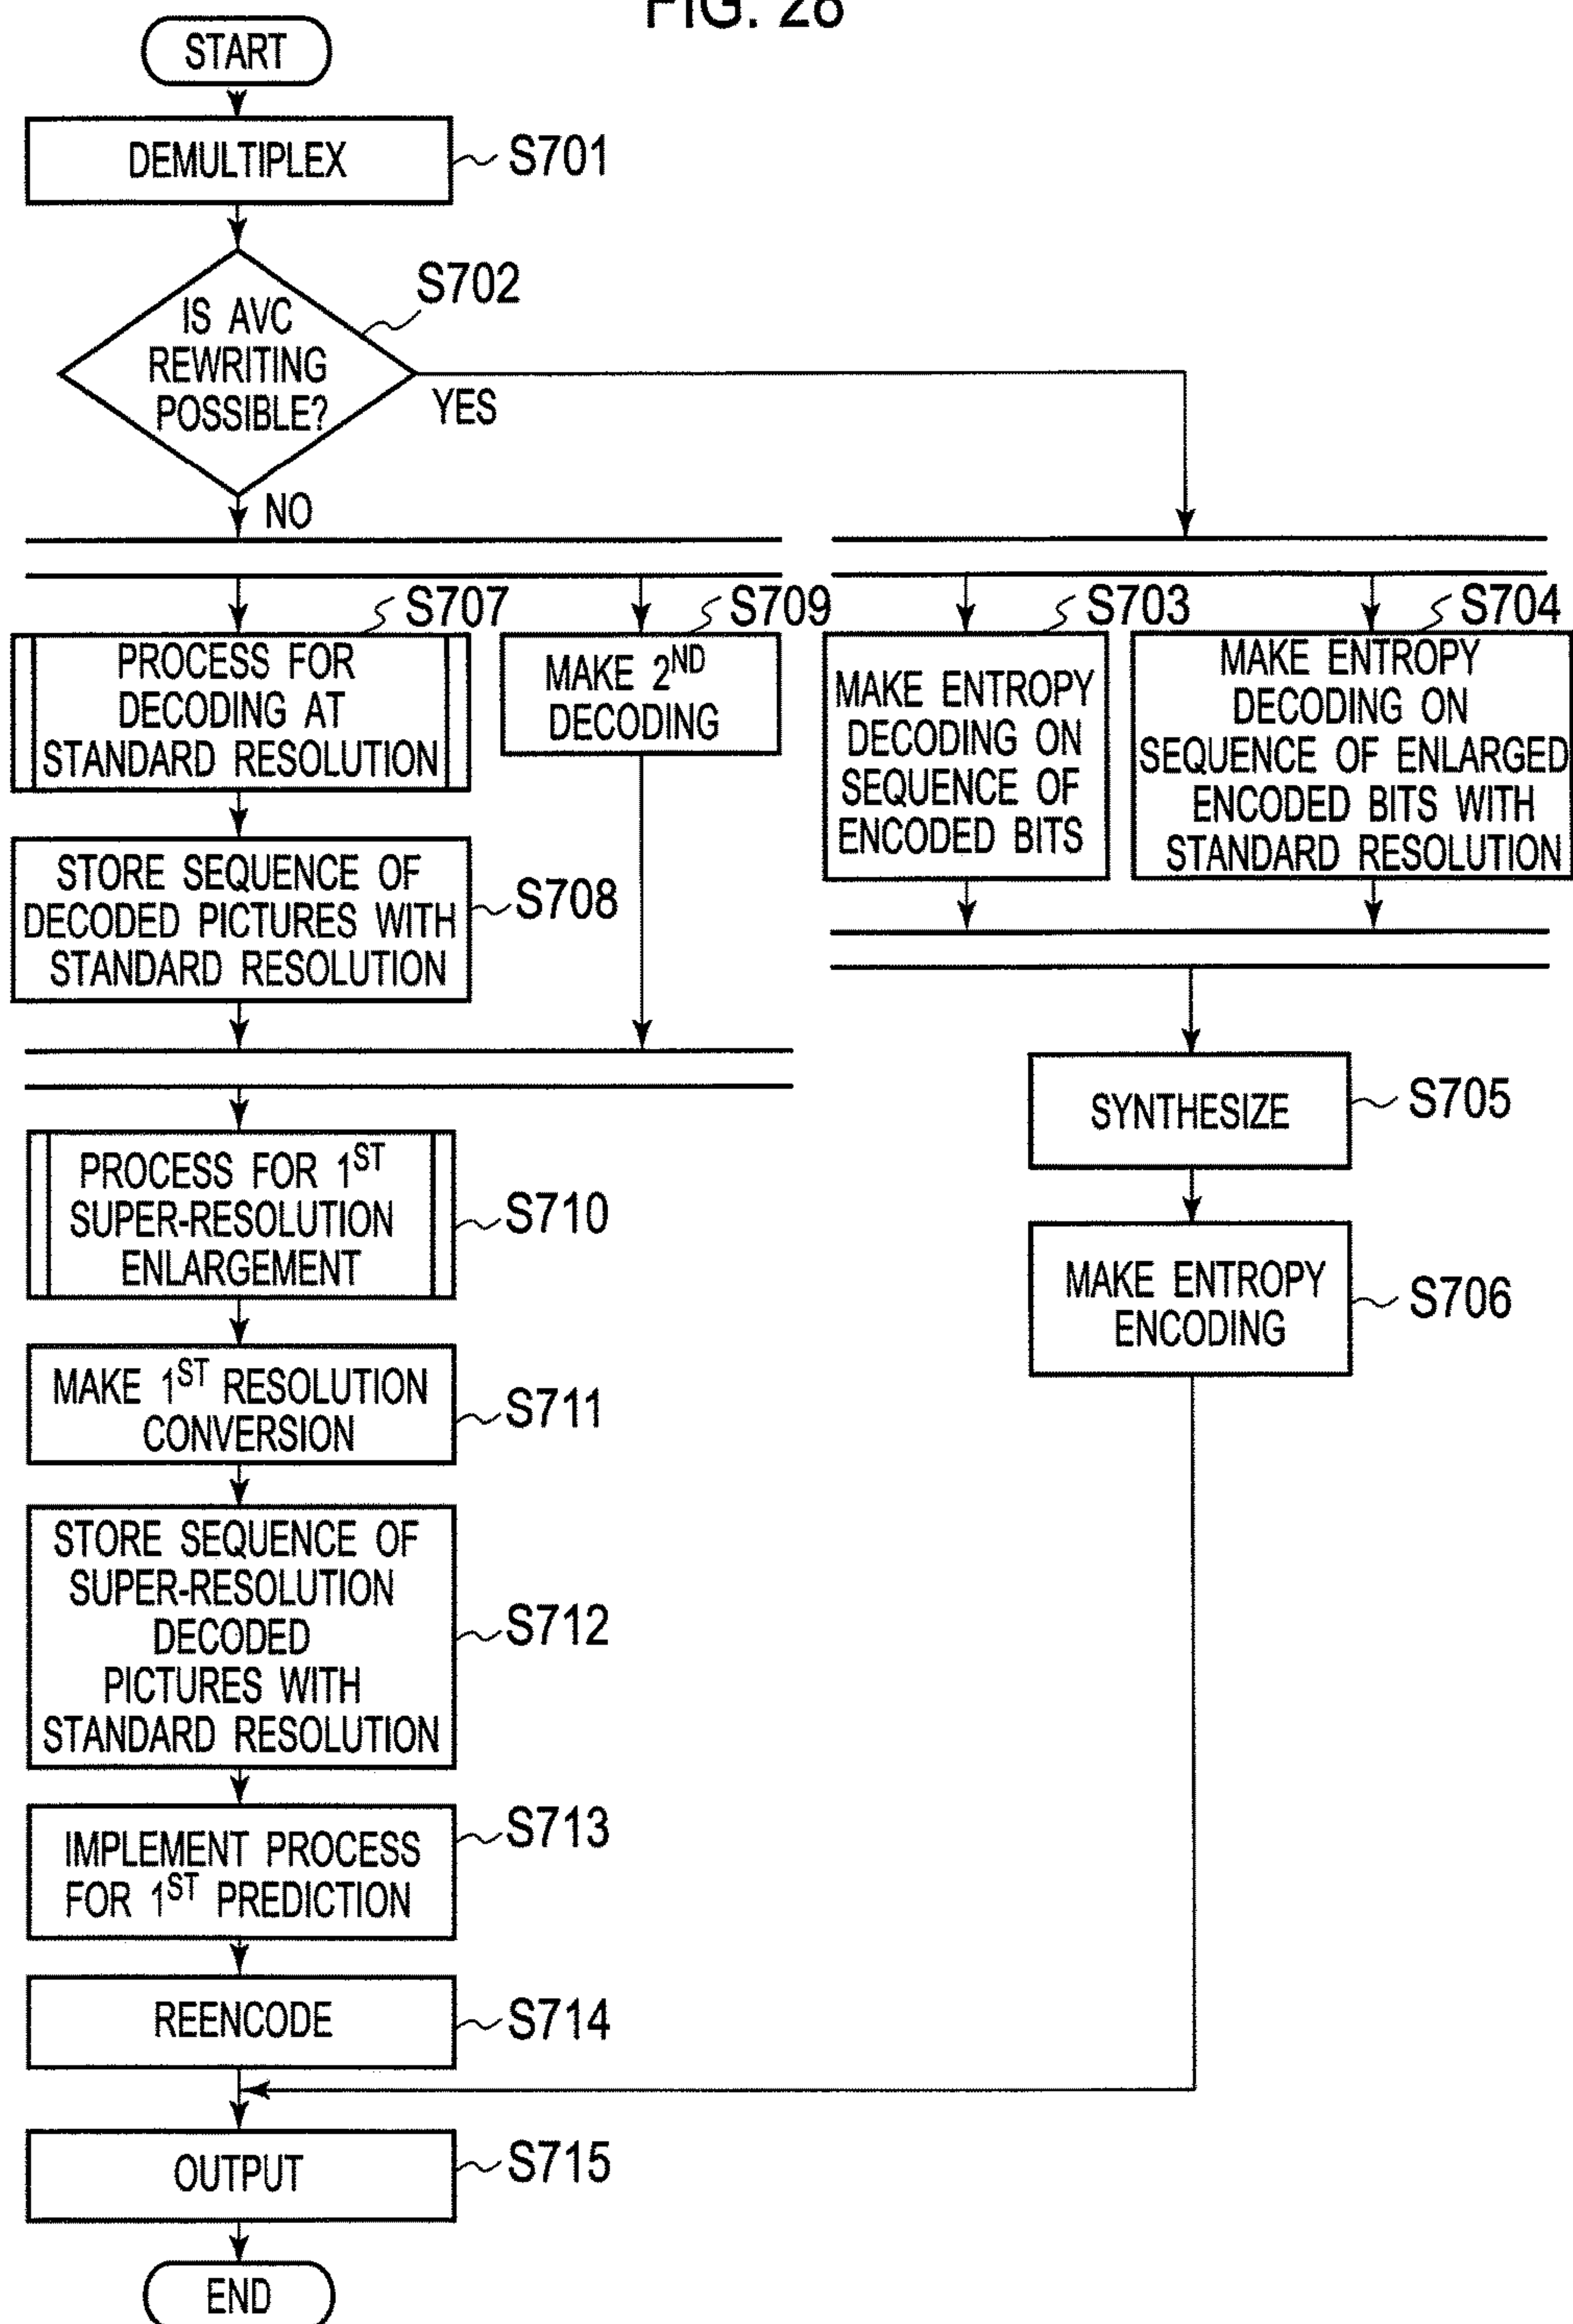 FIG. 28
START
DEMULTIPLEX
S701
S702
IS AVC
REWRITING
POSSIBLE?
YES
NO
S707
PROCESS FOR
DECODING AT
STANDARD RESOLUTION
S709
MAKE 2ND
DECODING
S703
MAKE ENTROPY
DECODING ON
SEQUENCE OF
ENCODED BITS
S704
MAKE ENTROPY
DECODING ON
SEQUENCE OF ENLARGED
ENCODED BITS WITH
STANDARD RESOLUTION
STORE SEQUENCE OF
DECODED PICTURES WITH
STANDARD RESOLUTION
S708
SYNTHESIZE
S705
PROCESS FOR 1ST
SUPER-RESOLUTION
ENLARGEMENT
S710
MAKE ENTROPY
ENCODING
S706
MAKE 1ST RESOLUTION
CONVERSION
S711
STORE SEQUENCE OF
SUPER-RESOLUTION
DECODED
PICTURES WITH
STANDARD RESOLUTION
S712
IMPLEMENT PROCESS
FOR 1ST PREDICTION
S713
REENCODE
S714
OUTPUT
S715
END